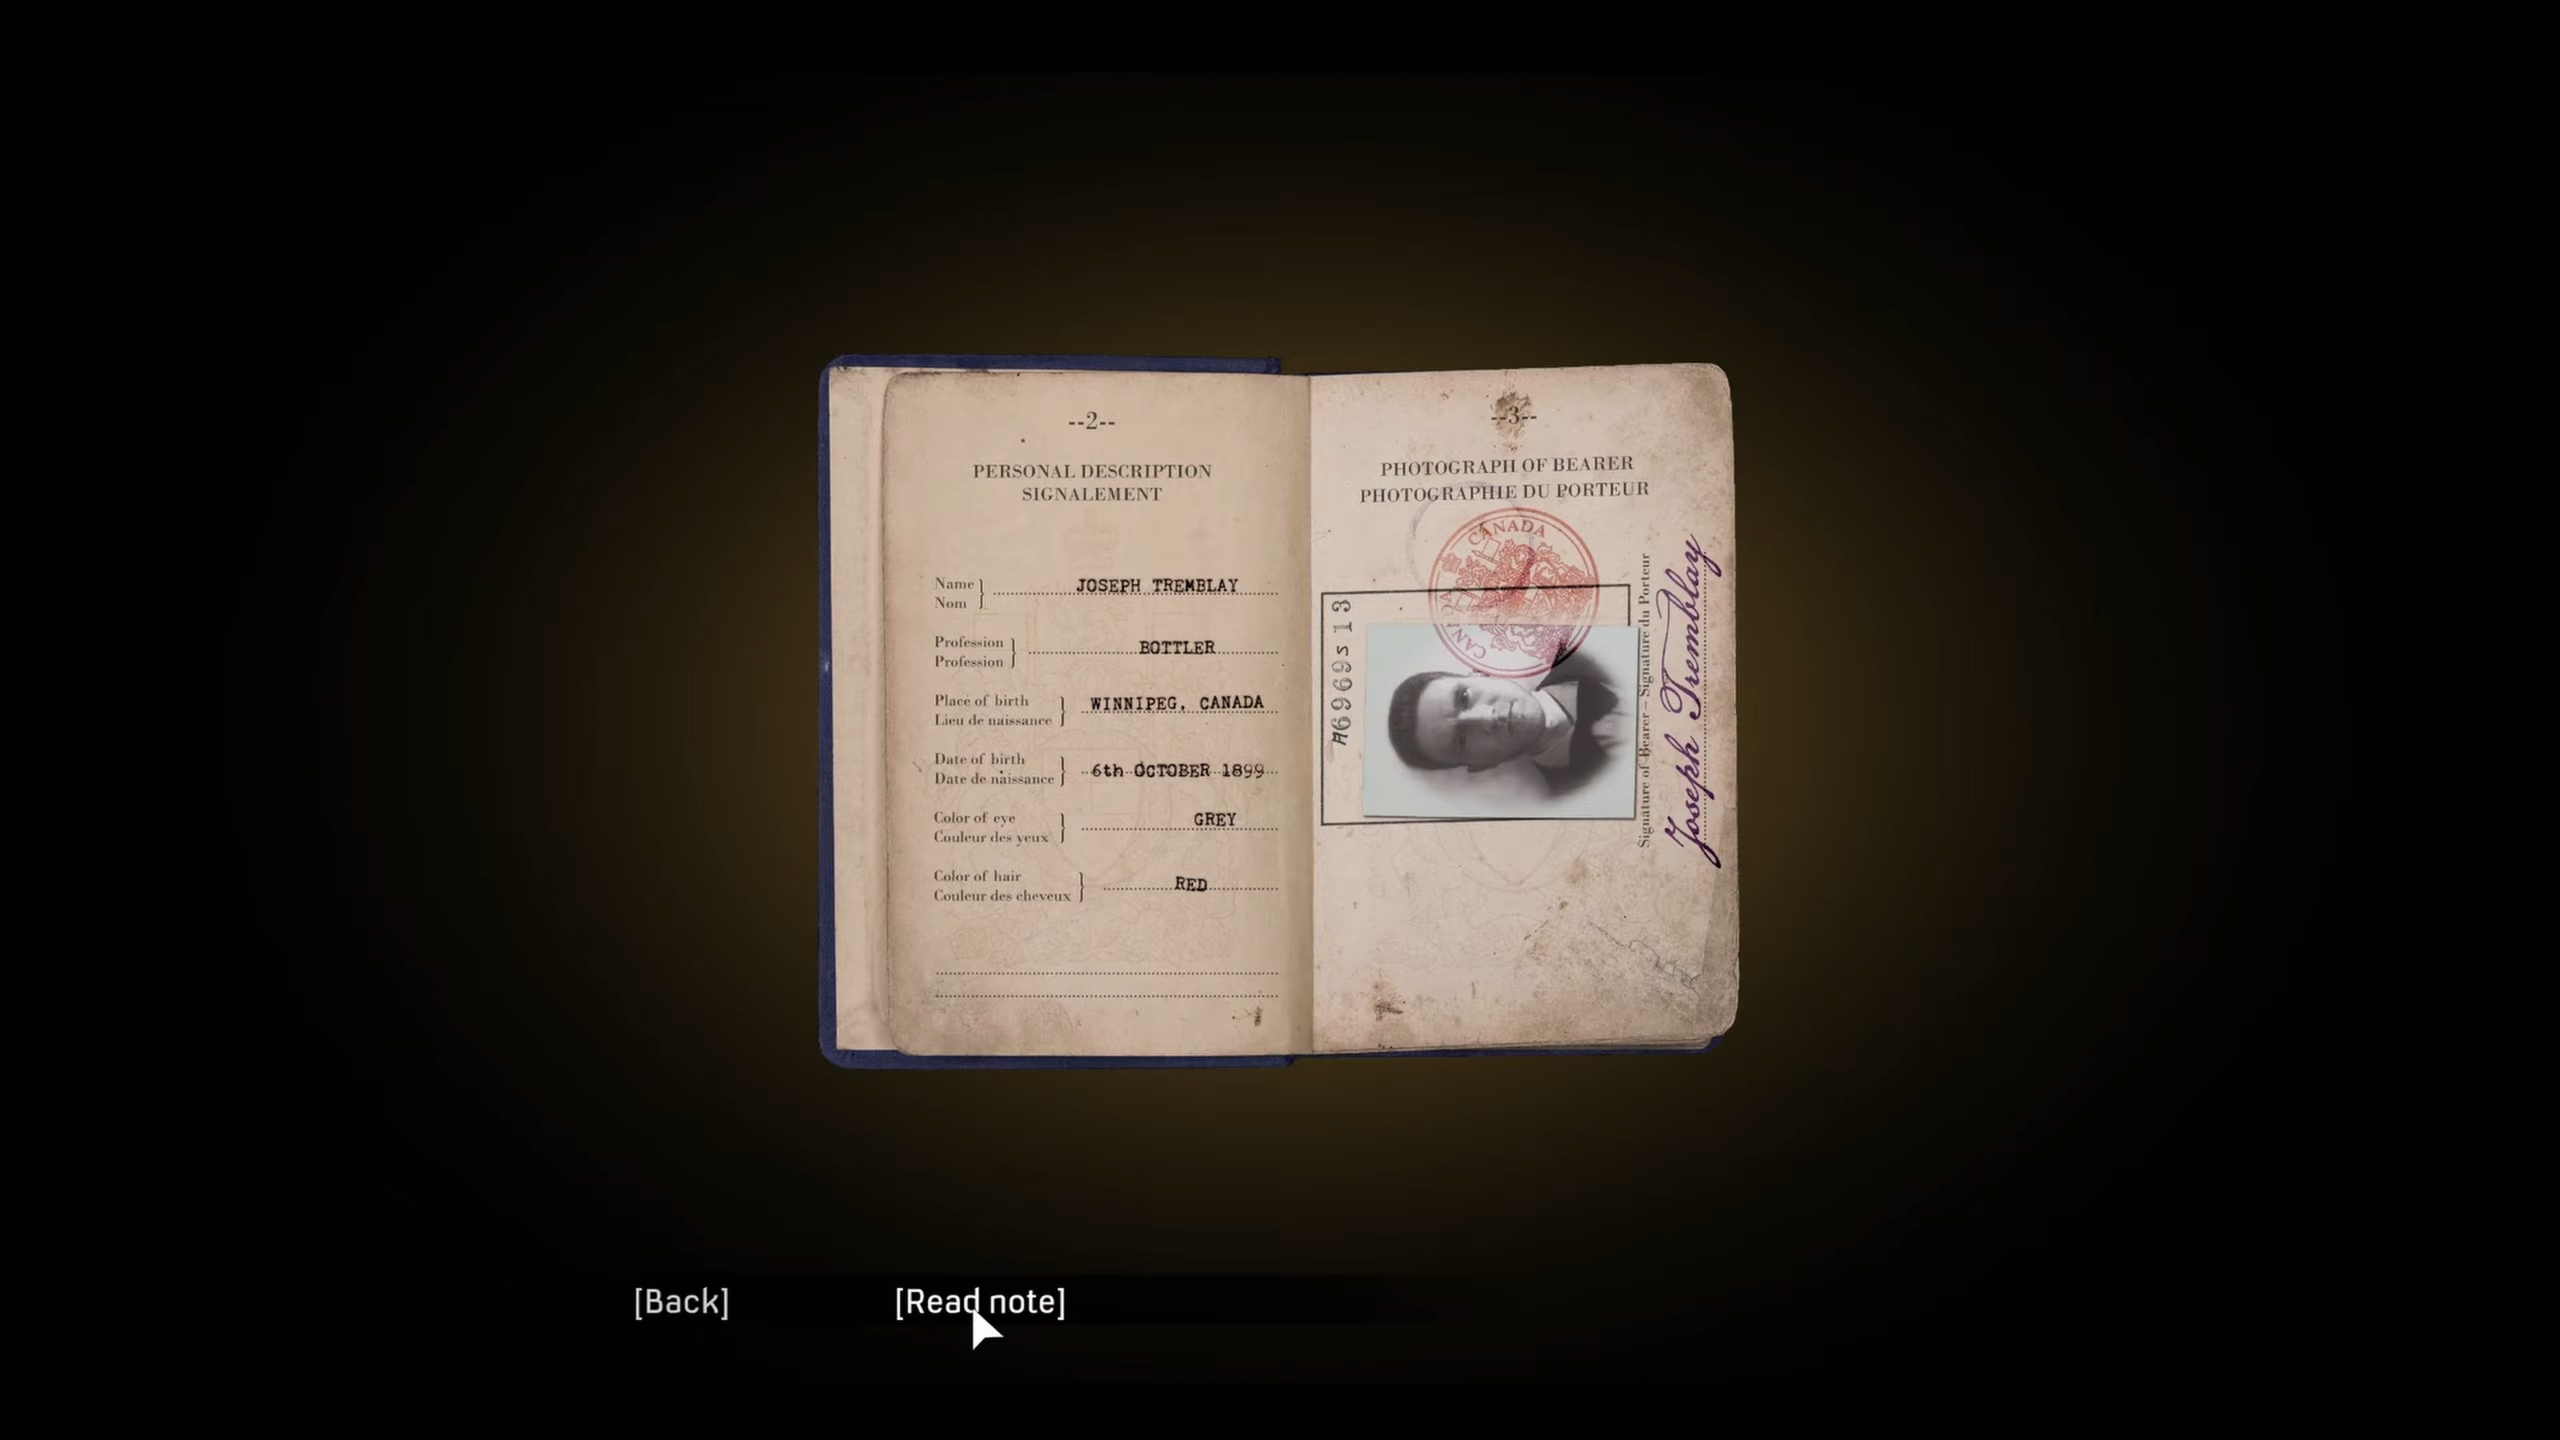 --2--
PERSONAL DESCRIPTION
SIGNALEMENT
Name
Nom
JOSEPH TREMBLAY
Profession
Profession
BOTTLER
Place of birth
Lieu de naissance
WINNIPEG, CANADA
Date of birth
Date de naissance
6th OCTOBER 1899
Color of eye
Couleur des yeux
GREY
Color of hair
Couleur des cheveux
RED
--3--
PHOTOGRAPH OF BEARER
PHOTOGRAPHIE DU PORTEUR
CANADA
A6969s13
Signature of Bearer – Signature du Porteur
Joseph Tremblay
[Back]
[Read note]